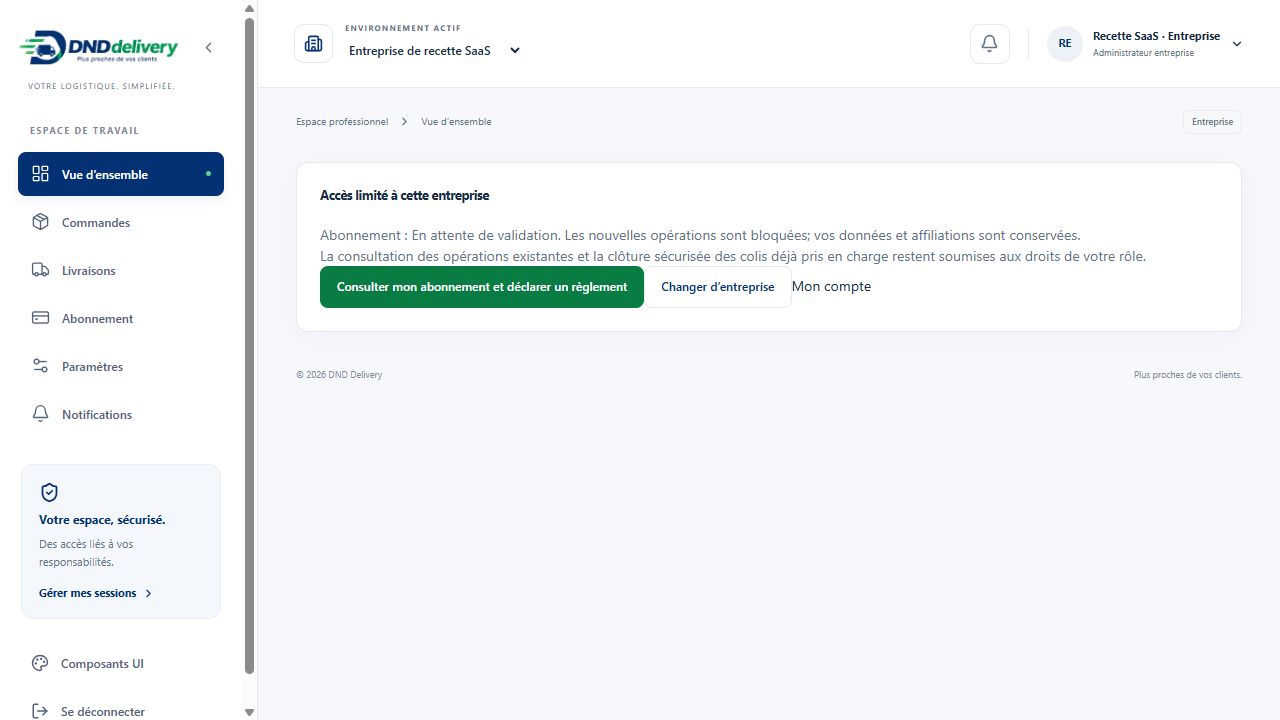 DNDdelivery
Plus proches de vos clients
VOTRE LOGISTIQUE. SIMPLIFIÉE.
ESPACE DE TRAVAIL
Vue d'ensemble
Commandes
Livraisons
Abonnement
Paramètres
Notifications
Votre espace, sécurisé.
Des accès liés à vos
responsabilités.
Gérer mes sessions
Composants UI
Se déconnecter
ENVIRONNEMENT ACTIF
Entreprise de recette SaaS
RE
Recette SaaS · Entreprise
Administrateur entreprise
Espace professionnel
Vue d'ensemble
Entreprise
Accès limité à cette entreprise
Abonnement : En attente de validation. Les nouvelles opérations sont bloquées; vos données et affiliations sont conservées.
La consultation des opérations existantes et la clôture sécurisée des colis déjà pris en charge restent soumises aux droits de votre rôle.
Consulter mon abonnement et déclarer un règlement
Changer d'entreprise
Mon compte
© 2026 DND Delivery
Plus proches de vos clients.